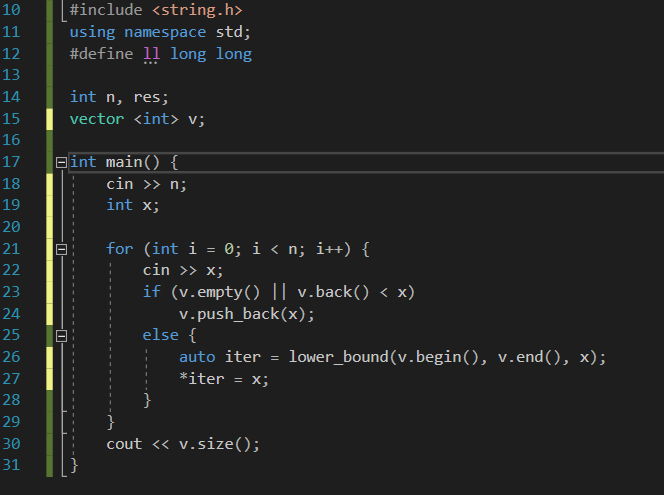 10 #include <string.h>
11 using namespace std;
12 #define ll long long
13
14 int n, res;
15 vector <int> v;
16
17 int main() {
18     cin >> n;
19     int x;
20
21     for (int i = 0; i < n; i++) {
22         cin >> x;
23         if (v.empty() || v.back() < x)
24             v.push_back(x);
25         else {
26             auto iter = lower_bound(v.begin(), v.end(), x);
27             *iter = x;
28         }
29     }
30     cout << v.size();
31 }